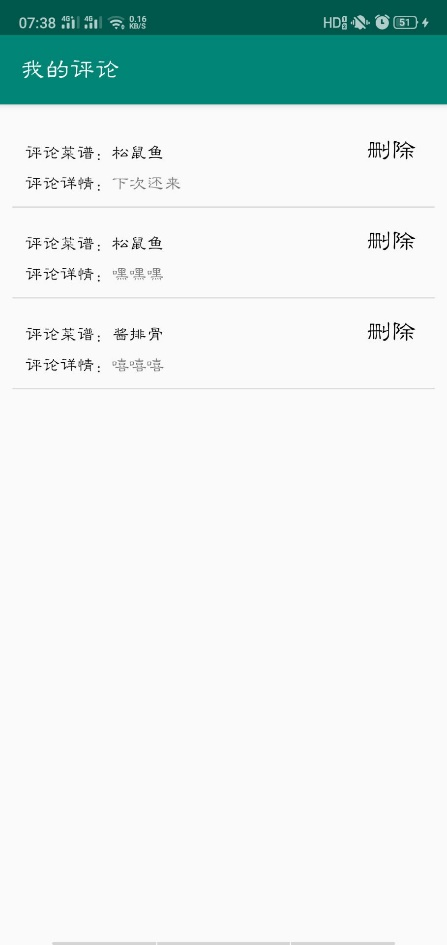 07:38 4G 4G 0.16 KB/S HD 51
我的评论
评论菜谱：松鼠鱼 删除
评论详情：下次还来
评论菜谱：松鼠鱼 删除
评论详情：嘿嘿嘿
评论菜谱：酱排骨 删除
评论详情：嘻嘻嘻